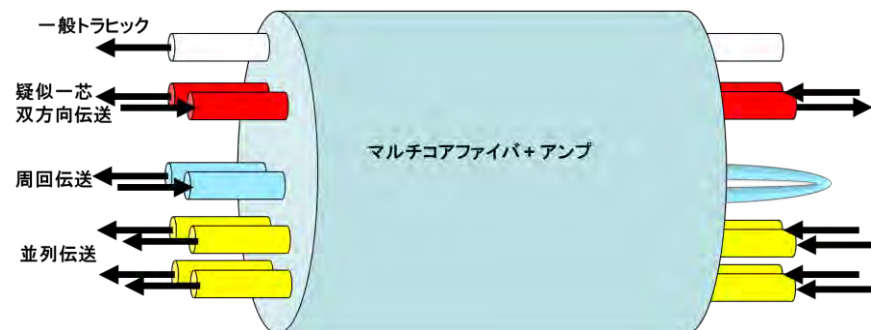 一般トラヒック
疑似一芯
双方向伝送
マルチコアファイバ+アンプ
周回伝送
並列伝送